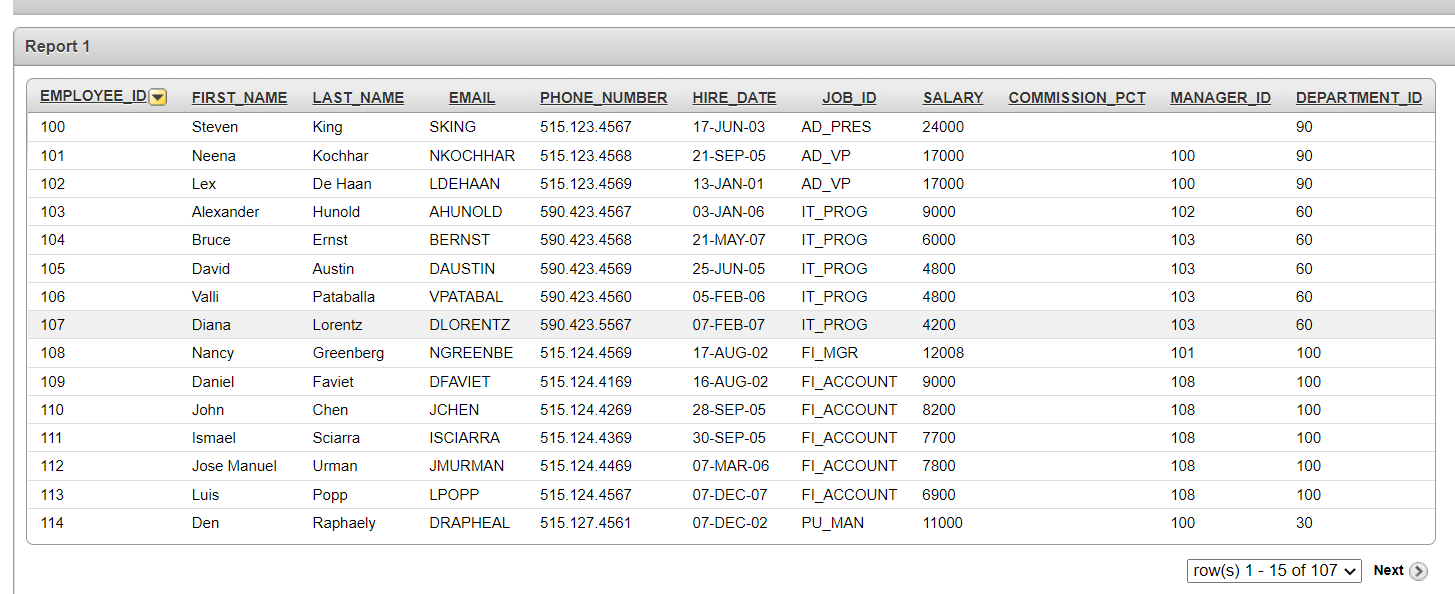 Report 1
EMPLOYEE_ID FIRST_NAME LAST_NAME EMAIL PHONE_NUMBER HIRE_DATE JOB_ID SALARY COMMISSION_PCT MANAGER_ID DEPARTMENT_ID
100 Steven King SKING 515.123.4567 17-JUN-03 AD_PRES 24000 90
101 Neena Kochhar NKOCHHAR 515.123.4568 21-SEP-05 AD_VP 17000 100 90
102 Lex De Haan LDEHAAN 515.123.4569 13-JAN-01 AD_VP 17000 100 90
103 Alexander Hunold AHUNOLD 590.423.4567 03-JAN-06 IT_PROG 9000 102 60
104 Bruce Ernst BERNST 590.423.4568 21-MAY-07 IT_PROG 6000 103 60
105 David Austin DAUSTIN 590.423.4569 25-JUN-05 IT_PROG 4800 103 60
106 Valli Pataballa VPATABAL 590.423.4560 05-FEB-06 IT_PROG 4800 103 60
107 Diana Lorentz DLORENTZ 590.423.5567 07-FEB-07 IT_PROG 4200 103 60
108 Nancy Greenberg NGREENBE 515.124.4569 17-AUG-02 FI_MGR 12008 101 100
109 Daniel Faviet DFAVIET 515.124.4169 16-AUG-02 FI_ACCOUNT 9000 108 100
110 John Chen JCHEN 515.124.4269 28-SEP-05 FI_ACCOUNT 8200 108 100
111 Ismael Sciarra ISCIARRA 515.124.4369 30-SEP-05 FI_ACCOUNT 7700 108 100
112 Jose Manuel Urman JMURMAN 515.124.4469 07-MAR-06 FI_ACCOUNT 7800 108 100
113 Luis Popp LPOPP 515.124.4567 07-DEC-07 FI_ACCOUNT 6900 108 100
114 Den Raphaely DRAPHEAL 515.127.4561 07-DEC-02 PU_MAN 11000 100 30
row(s) 1 - 15 of 107 Next